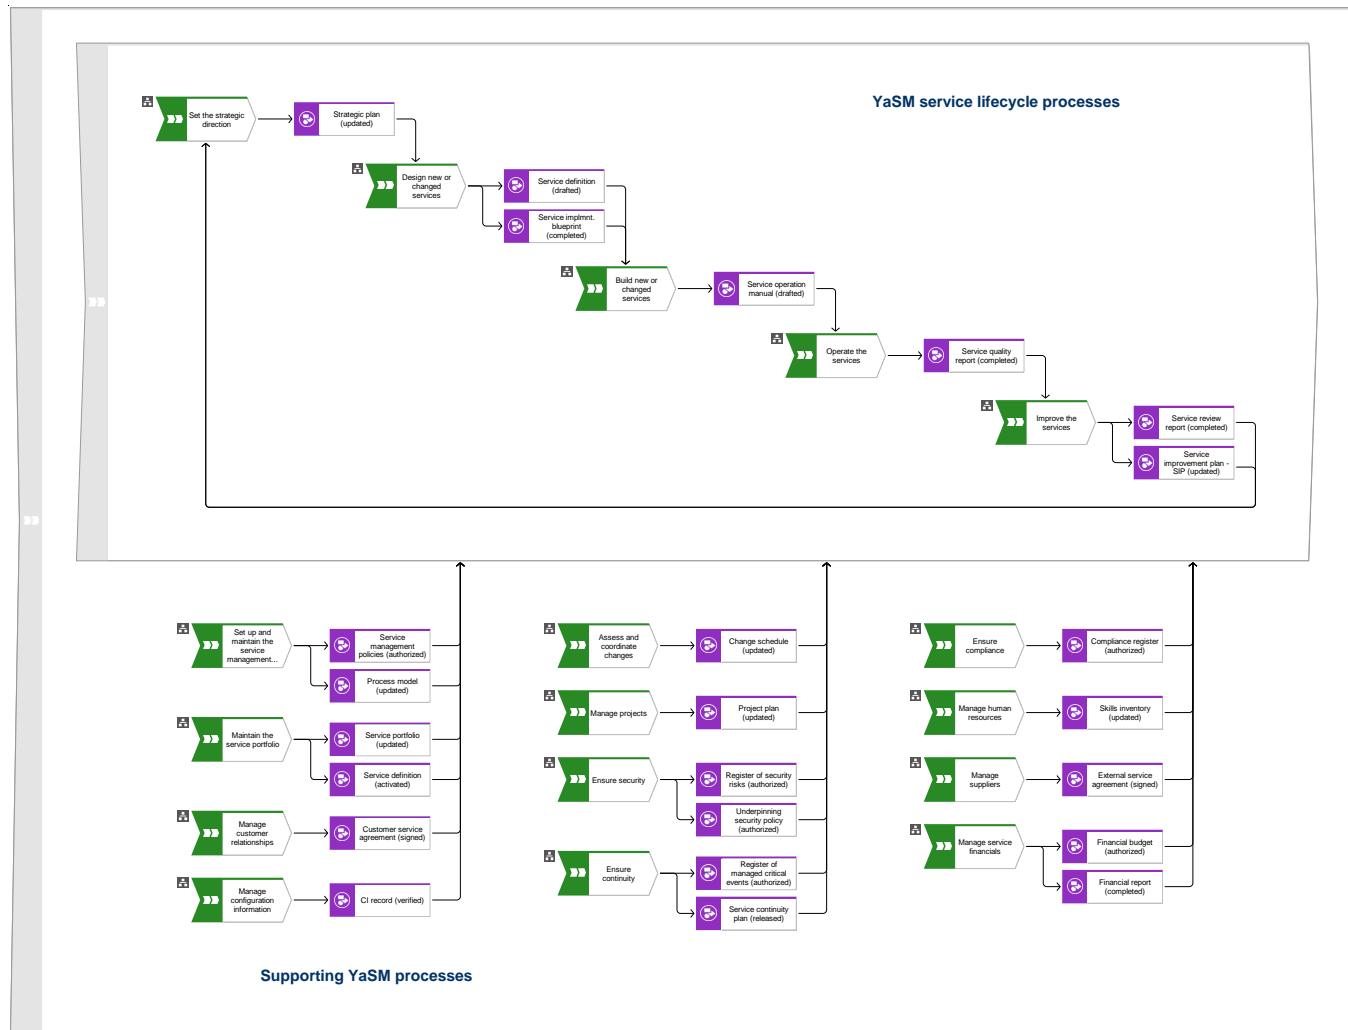 YaSM service lifecycle processes
Set the strategic
direction
Strategic plan
(updated)
Design new or
changed
services
Service definition
(drafted)
Service implmnt.
blueprint
(completed)
Build new or
changed
services
Service operation
manual (drafted)
Operate the
services
Service quality
report (completed)
Improve the
services
Service review
report (completed)
Service
improvement plan -
SIP (updated)
Set up and
maintain the
service
management...
Service
management
policies (authorized)
Process model
(updated)
Maintain the
service portfolio
Service portfolio
(updated)
Service definition
(activated)
Manage
customer
relationships
Customer service
agreement (signed)
Manage
configuration
information
CI record (verified)
Assess and
coordinate
changes
Change schedule
(updated)
Manage projects
Project plan
(updated)
Ensure security
Register of security
risks (authorized)
Underpinning
security policy
(authorized)
Ensure
continuity
Register of
managed critical
events (authorized)
Service continuity
plan (released)
Ensure
compliance
Compliance register
(authorized)
Manage human
resources
Skills inventory
(updated)
Manage
suppliers
External service
agreement (signed)
Manage service
financials
Financial budget
(authorized)
Financial report
(completed)
Supporting YaSM processes